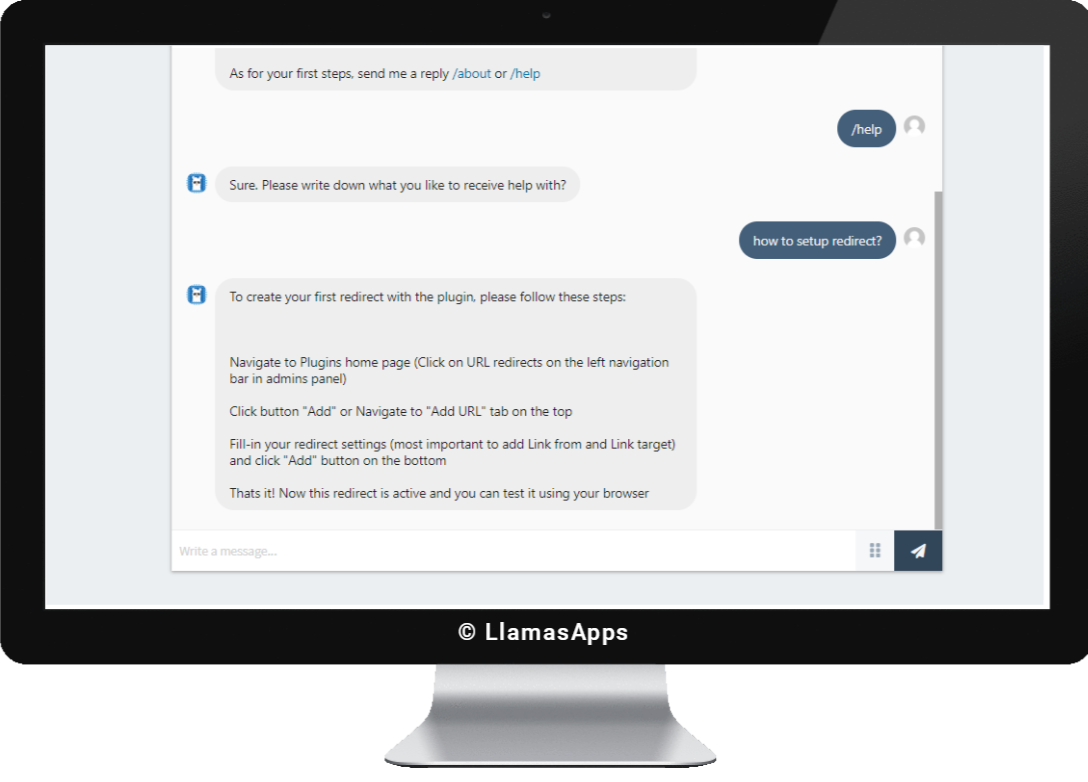 As for your first steps, send me a reply /about or /help
/help
Sure. Please write down what you like to receive help with?
how to setup redirect?
To create your first redirect with the plugin, please follow these steps:
Navigate to Plugins home page (Click on URL redirects on the left navigation
bar in admins panel)
Click button "Add" or Navigate to "Add URL" tab on the top
Fill-in your redirect settings (most important to add Link from and Link target)
and click "Add" button on the bottom
Thats it! Now this redirect is active and you can test it using your browser
Write a message...
© LlamasApps